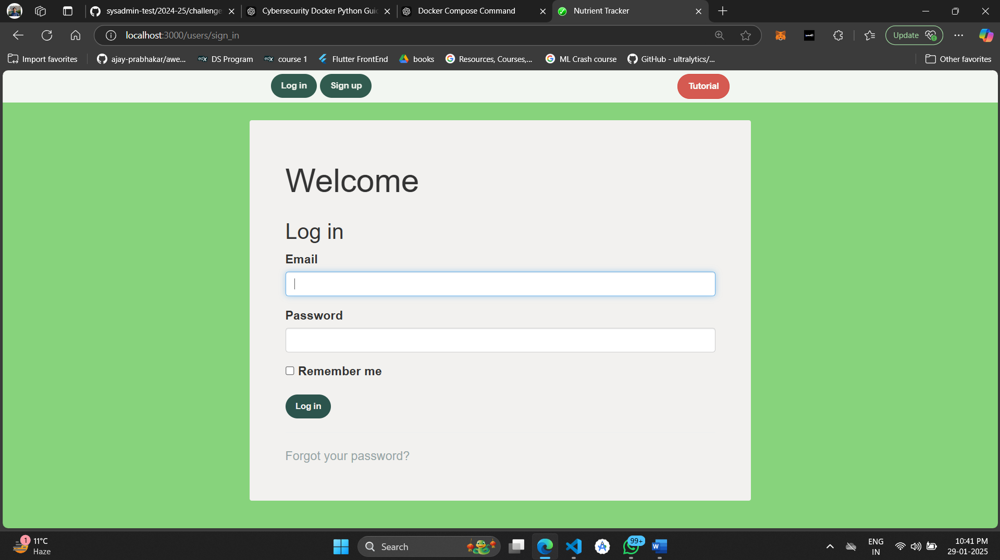 sysadmin-test/2024-25/challenge
Cybersecurity Docker Python Gui
Docker Compose Command
Nutrient Tracker
localhost:3000/users/sign_in
Update
Import favorites
ajay-prabhakar/awe...
edX DS Program
edX course 1
Flutter FrontEnd
books
Resources, Courses,...
ML Crash course
GitHub - ultralytics/...
Other favorites
Log in
Sign up
Tutorial
Welcome
Log in
Email
Password
Remember me
Log in
Forgot your password?
1
11°C
Haze
Search
99+
W
ENG
IN
10:41 PM
29-01-2025